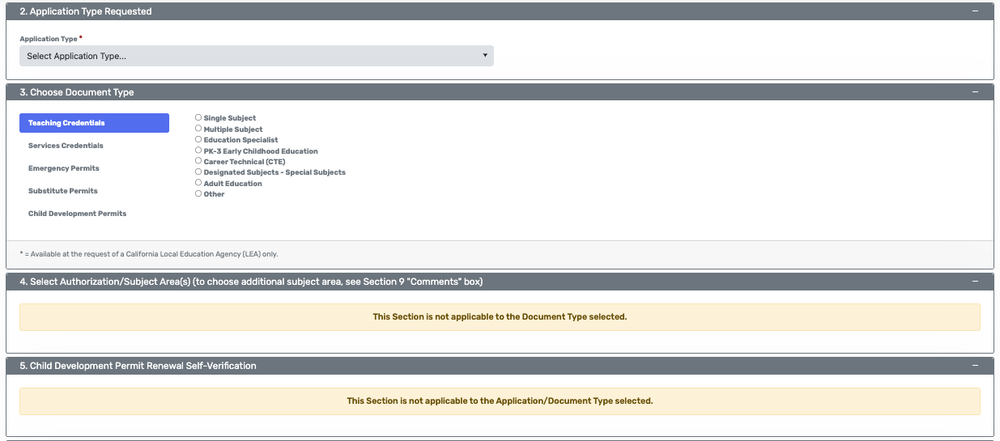 2. Application Type Requested
Application Type *
Select Application Type...
3. Choose Document Type
Teaching Credentials
Services Credentials
Emergency Permits
Substitute Permits
Child Development Permits
Single Subject
Multiple Subject
Education Specialist
PK-3 Early Childhood Education
Career Technical (CTE)
Designated Subjects - Special Subjects
Adult Education
Other
* = Available at the request of a California Local Education Agency (LEA) only.
4. Select Authorization/Subject Area(s) (to choose additional subject area, see Section 9 "Comments" box)
This Section is not applicable to the Document Type selected.
5. Child Development Permit Renewal Self-Verification
This Section is not applicable to the Application/Document Type selected.